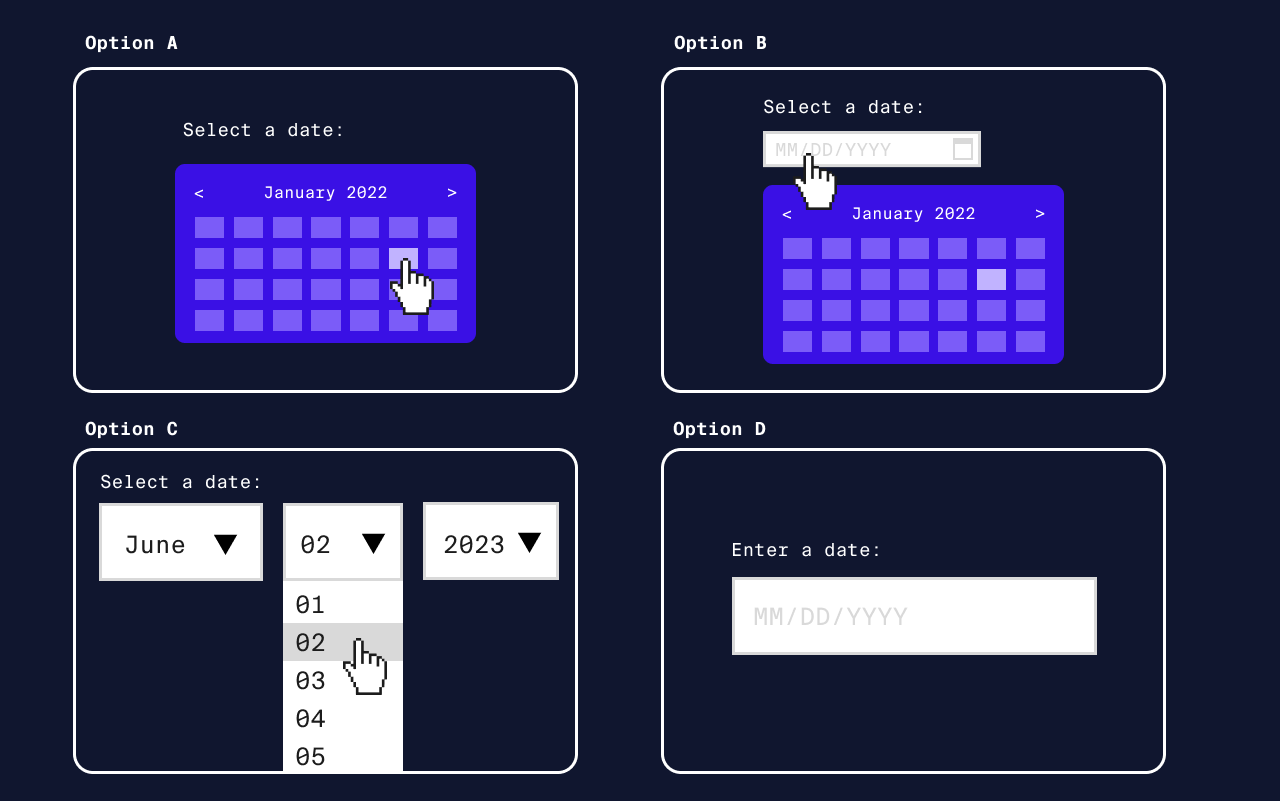 Option A
Select a date:
< January 2022 >
Option B
Select a date:
MM/DD/YYYY
< January 2022 >
Option C
Select a date:
June 02 2023
01
02
03
04
05
Option D
Enter a date:
MM/DD/YYYY